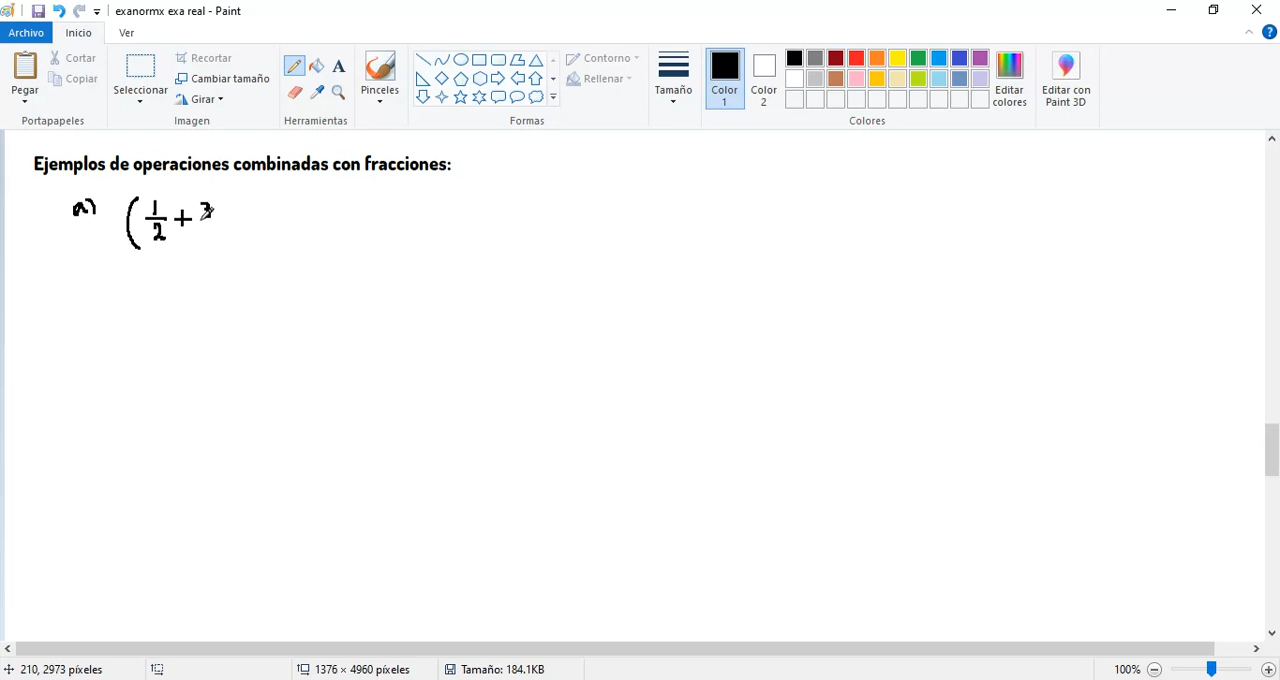 exanormx exa real - Paint
Archivo Inicio Ver
Pegar Cortar Copiar Portapapeles
Seleccionar Recortar Cambiar tamaño Girar Imagen
A Herramientas
Pinceles
Contorno Rellenar Formas
Tamaño
Color 1 Color 2 Editar colores Editar con Paint 3D Colores
Ejemplos de operaciones combinadas con fracciones:
a) (1/2 + 3
210, 2973 píxeles 1376 × 4960 píxeles Tamaño: 184.1KB 100%